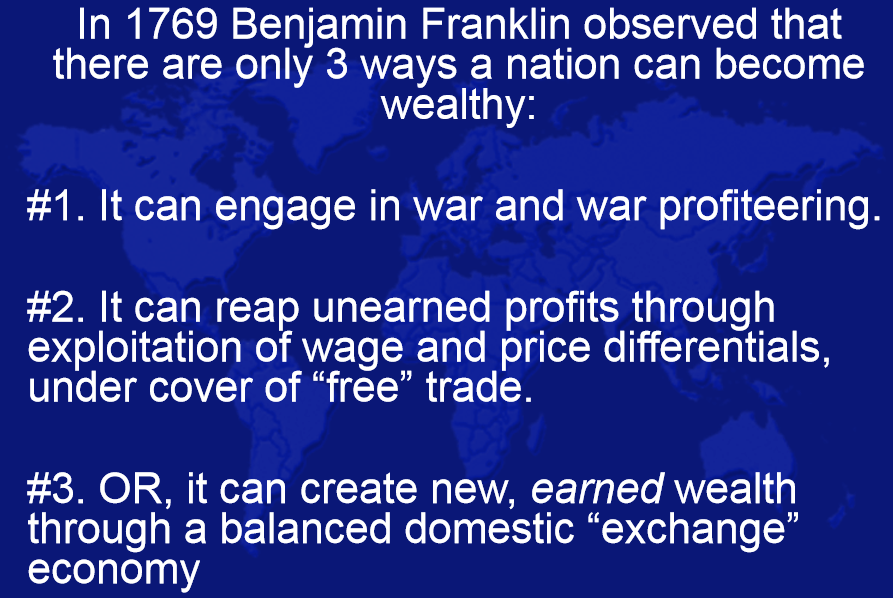 In 1769 Benjamin Franklin observed that
there are only 3 ways a nation can become
wealthy:
#1. It can engage in war and war profiteering.
#2. It can reap unearned profits through
exploitation of wage and price differentials,
under cover of “free” trade.
#3. OR, it can create new, earned wealth
through a balanced domestic “exchange”
economy